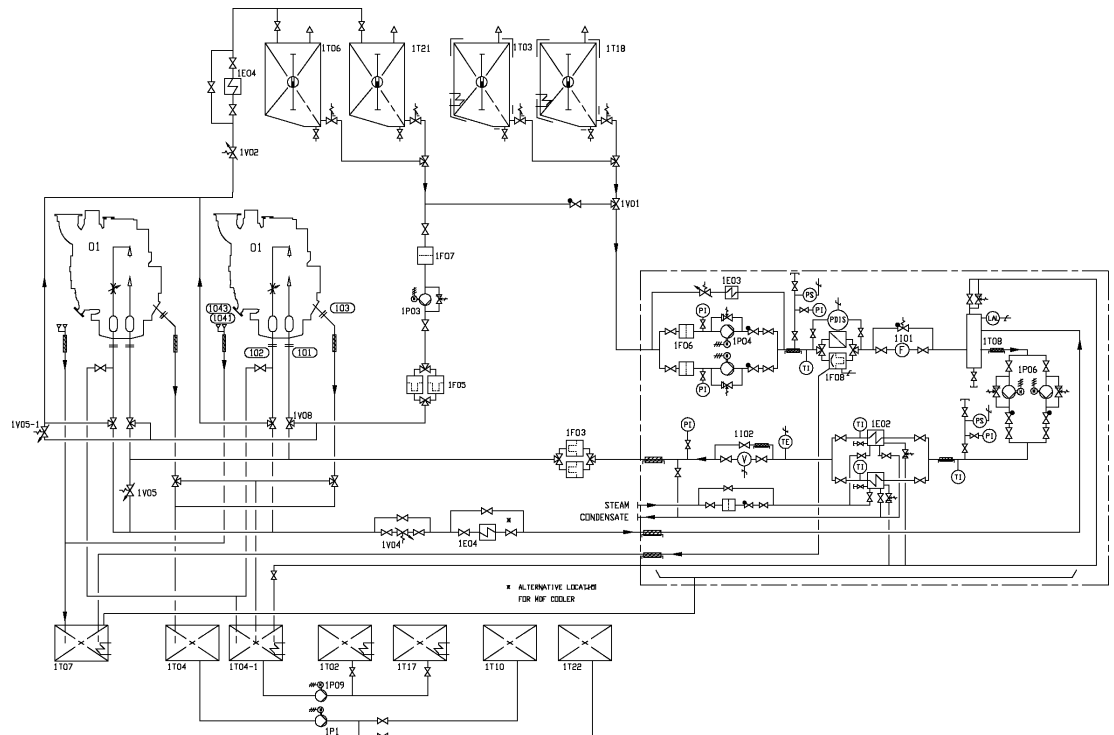 1T06
1T21
1T03
1T18
1E04
1V02
1V01
01
01
1F07
1E03
PS
PI
PI
PDIS
LAL
1P03
1F06
1P04
1I01
F
1T08
1043
1041
103
102
101
PI
TI
1F08
1P06
1F05
1V08
1V05-1
1F03
PI
1I02
V
TE
TI
1E02
TI
PS
PI
TI
1V05
STEAM
CONDENSATE
1V04
1E04
x
x ALTERNATIVE LOCATION
FOR MDF COOLER
1T07
1T04
1T04-1
1T02
1T17
1T10
1T22
1P09
1P1